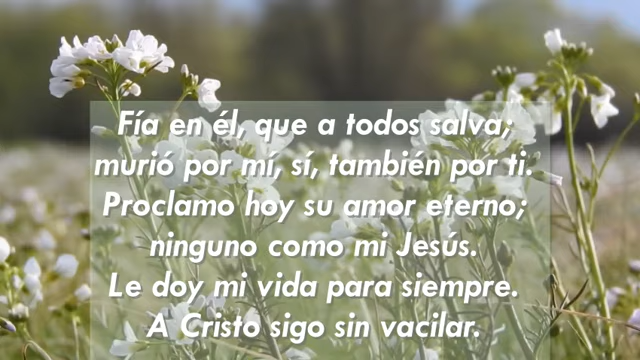 Fía en él, que a todos salva;
murió por mí, sí, también por ti.
Proclamo hoy su amor eterno;
ninguno como mi Jesús.
Le doy mi vida para siempre.
A Cristo sigo sin vacilar.